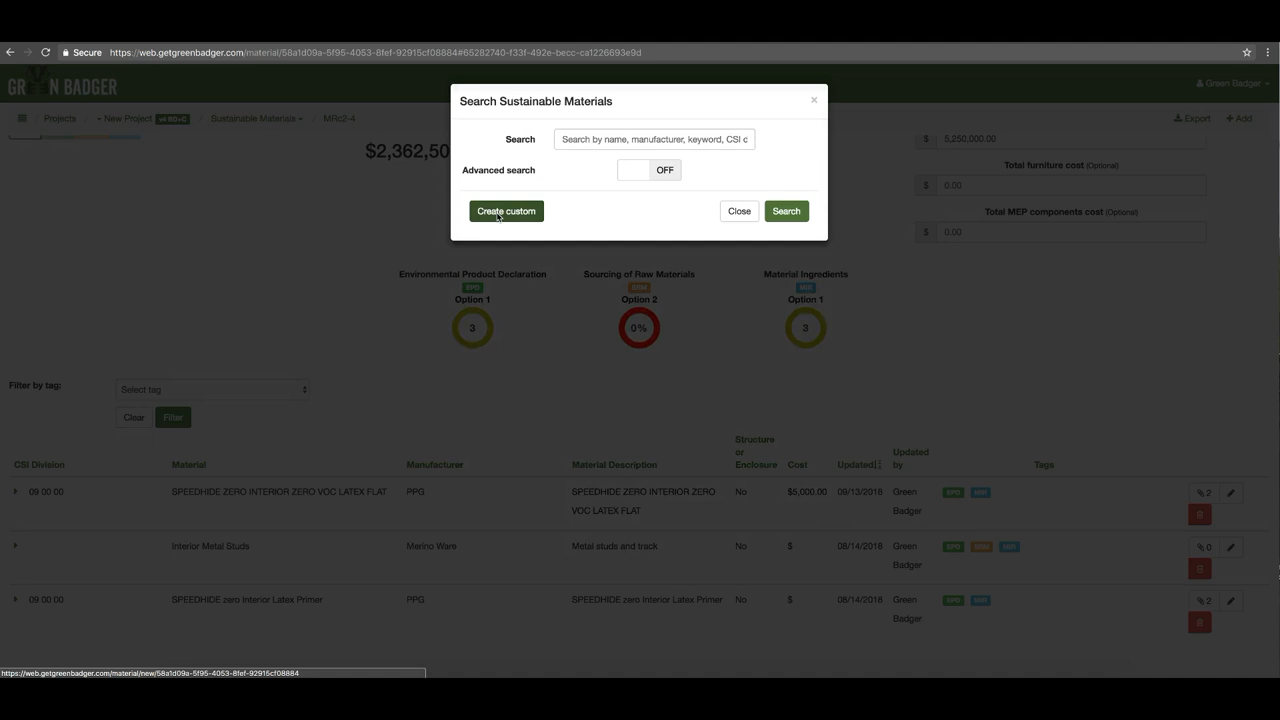 Secure https://web.getgreenbadger.com/material/58a1d09a-5f95-4053-8fef-92915cf08884#65282740-f33f-492e-becc-ca1226693e9d
GREEN BADGER
Green Badger
Projects / New Project v4 BD+C / Sustainable Materials / MRc2-4
Export + Add
Search Sustainable Materials ×
Search Search by name, manufacturer, keyword, CSI c
Advanced search OFF
Create custom Close Search
$2,362,50
$ 5,250,000.00
Total furniture cost (Optional)
$ 0.00
Total MEP components cost (Optional)
$ 0.00
Environmental Product Declaration
EPD
Option 1
3
Sourcing of Raw Materials
SRM
Option 2
0%
Material Ingredients
MIR
Option 1
3
Filter by tag: Select tag
Clear Filter
CSI Division Material Manufacturer Material Description Structure or Enclosure Cost Updated Updated by Tags
09 00 00 SPEEDHIDE ZERO INTERIOR ZERO VOC LATEX FLAT PPG SPEEDHIDE ZERO INTERIOR ZERO VOC LATEX FLAT No $5,000.00 09/13/2018 Green Badger EPD MIR 2
Interior Metal Studs Merino Ware Metal studs and track No $ 08/14/2018 Green Badger EPD SRM MIR 0
09 00 00 SPEEDHIDE zero Interior Latex Primer PPG SPEEDHIDE zero Interior Latex Primer No $ 08/14/2018 Green Badger EPD MIR 2
https://web.getgreenbadger.com/material/new/58a1d09a-5f95-4053-8fef-92915cf08884